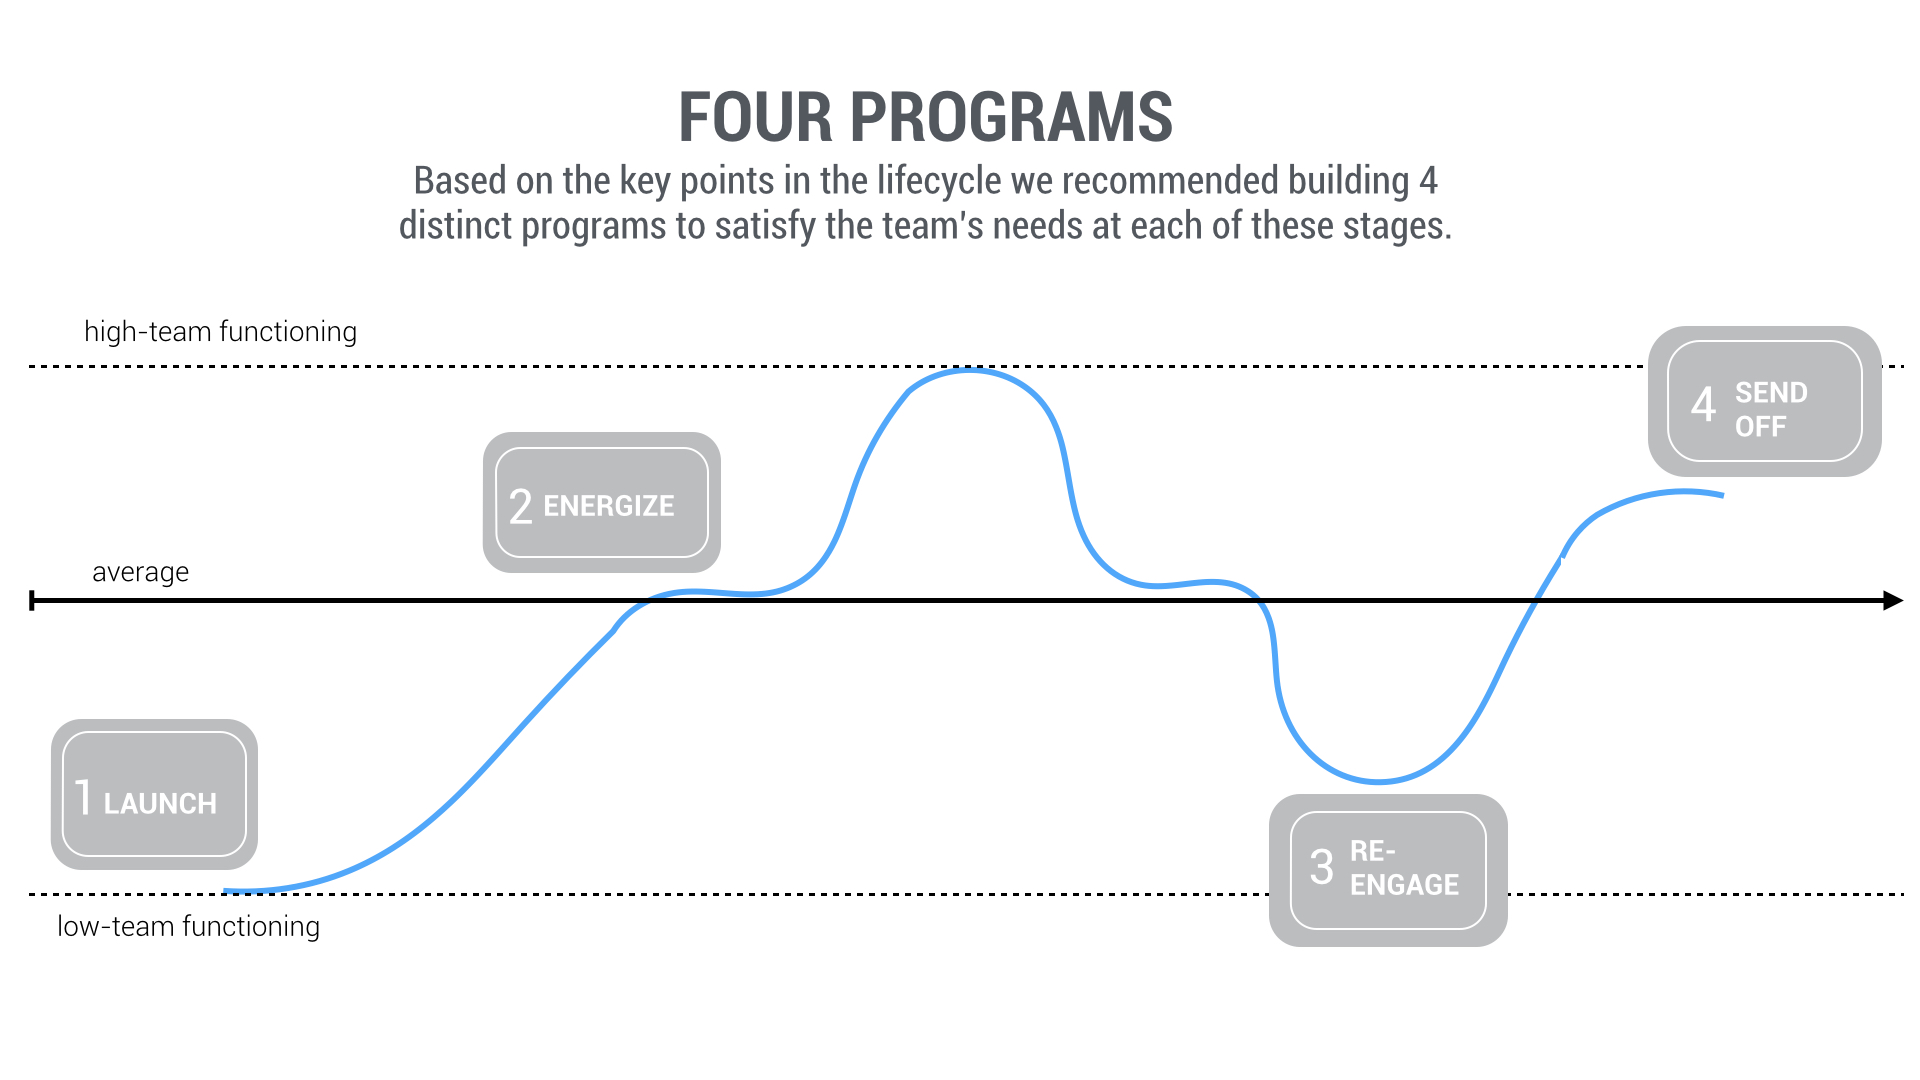 FOUR PROGRAMS
Based on the key points in the lifecycle we recommended building 4
distinct programs to satisfy the team's needs at each of these stages.
high-team functioning
4 SEND
OFF
2 ENERGIZE
average
1 LAUNCH
3 RE-
ENGAGE
low-team functioning